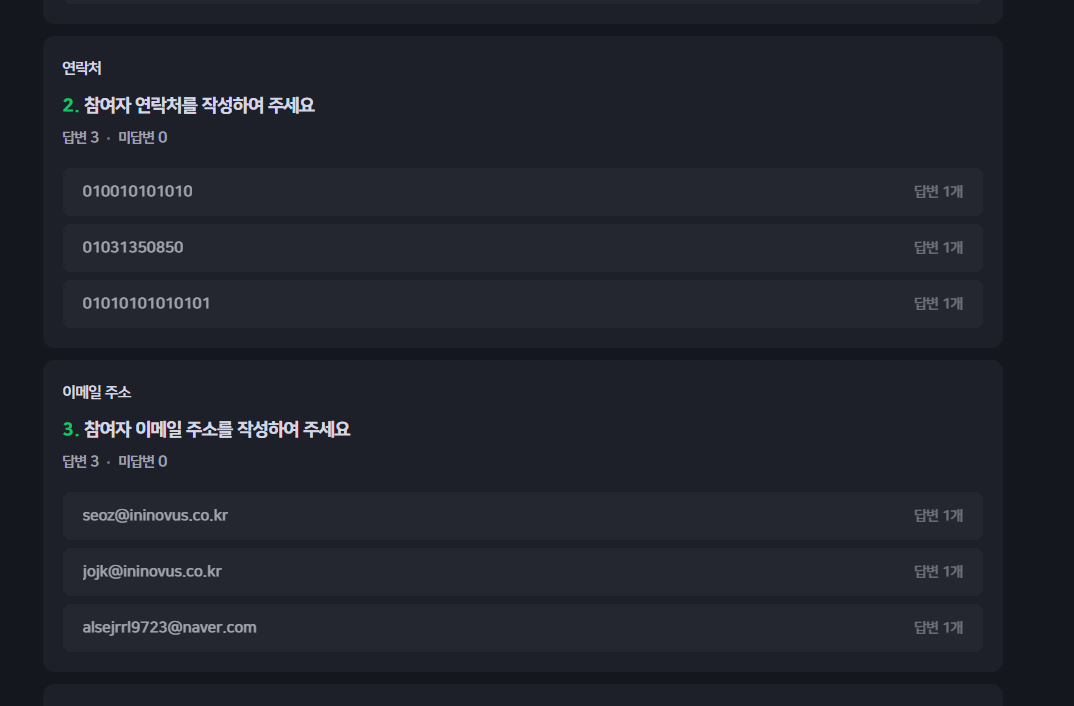 연락처
2. 참여자 연락처를 작성하여 주세요
답변 3 · 미답변 0
010010101010 답변 1개
01031350850 답변 1개
01010101010101 답변 1개
이메일 주소
3. 참여자 이메일 주소를 작성하여 주세요
답변 3 · 미답변 0
seoz@ininovus.co.kr 답변 1개
jojk@ininovus.co.kr 답변 1개
alsejrrl9723@naver.com 답변 1개